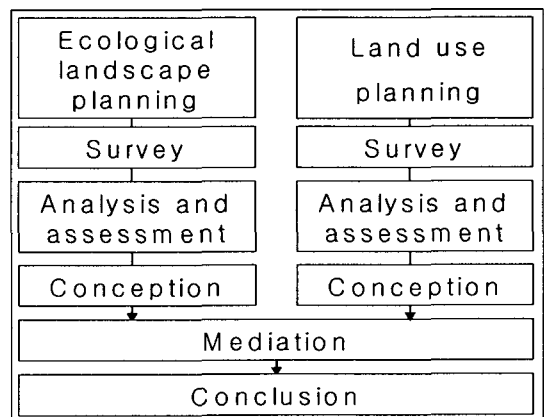 Ecological
landscape
planning
Survey
Analysis and
assessment
Conception
Land use
planning
Survey
Analysis and
assessment
Conception
Mediation
Conclusion